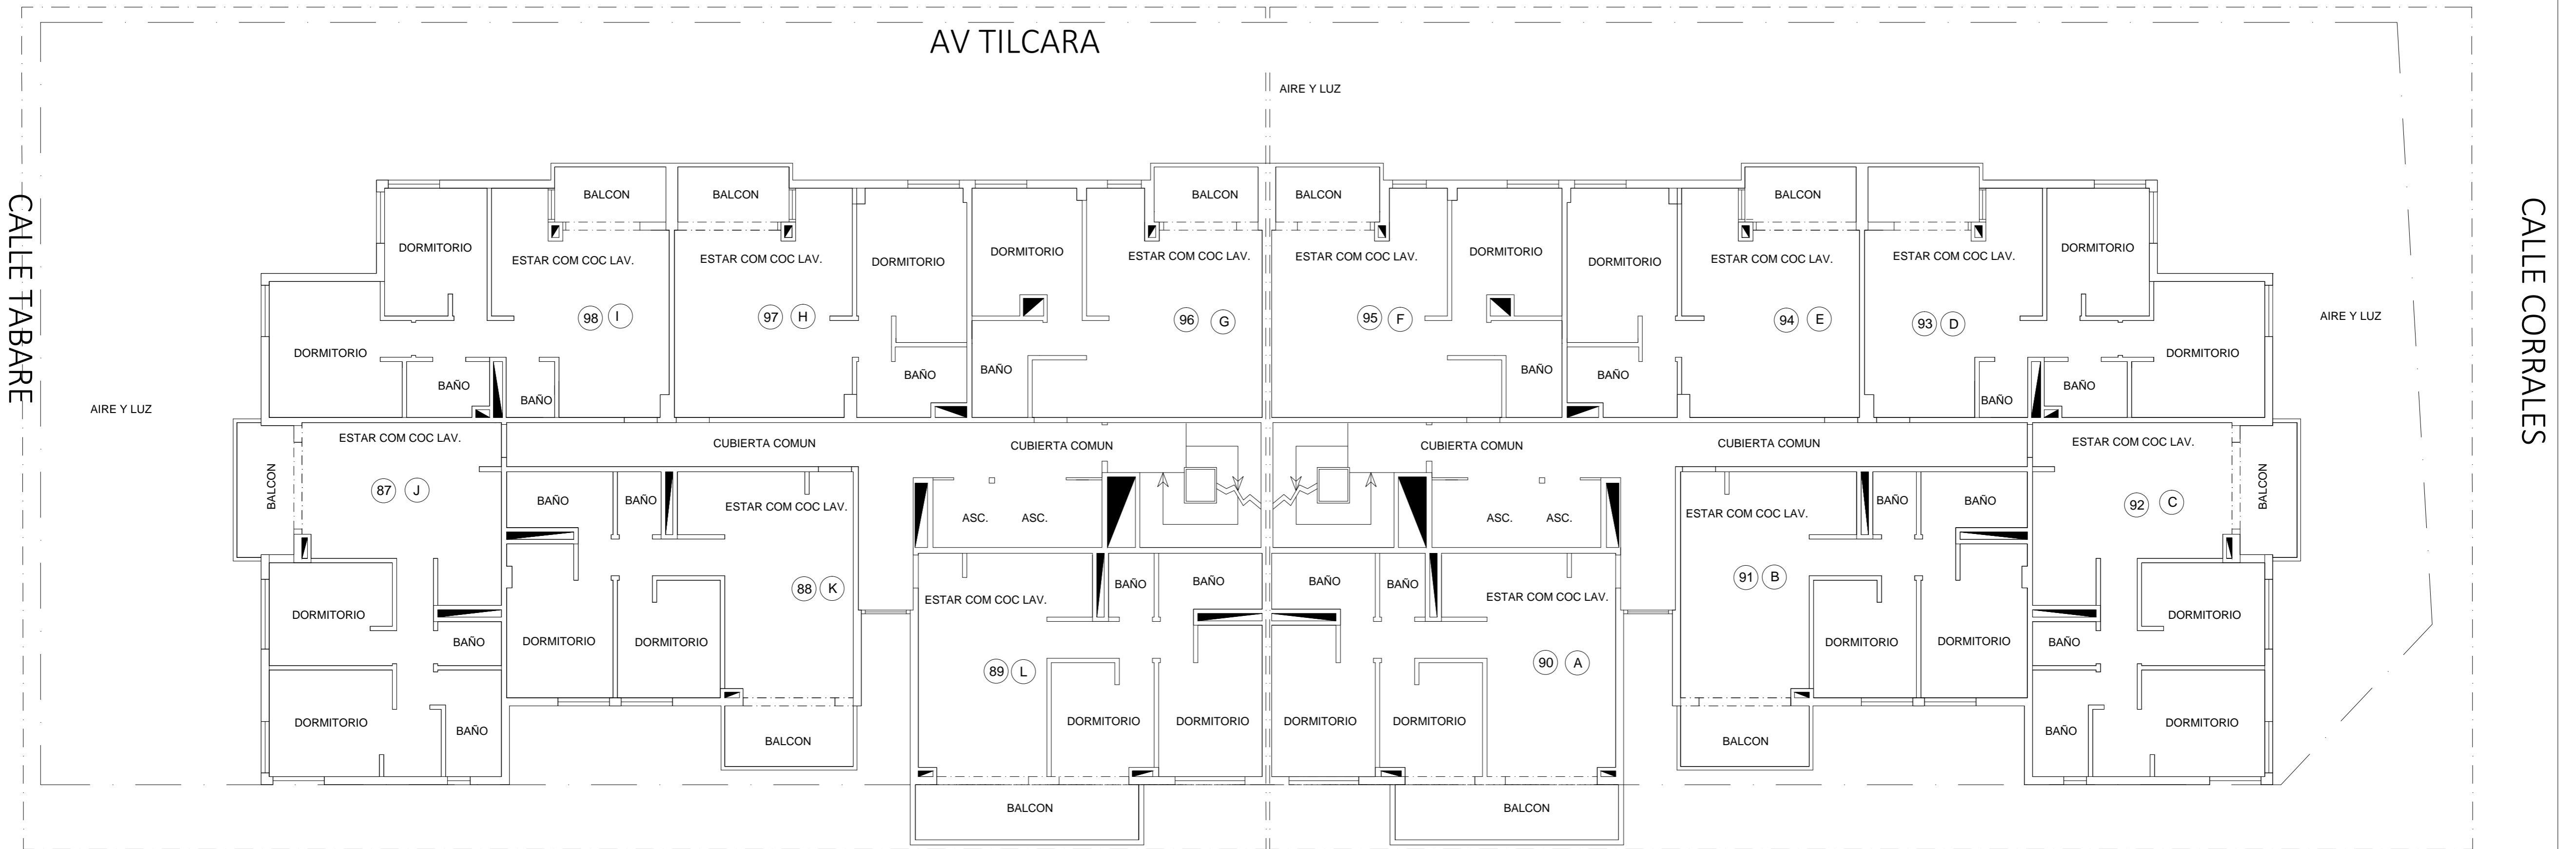 AV TILCARA
AIRE Y LUZ
CALLE TABARE
CALLE CORRALES
BALCON
BALCON
BALCON
BALCON
BALCON
DORMITORIO
ESTAR COM COC LAV.
ESTAR COM COC LAV.
DORMITORIO
DORMITORIO
ESTAR COM COC LAV.
ESTAR COM COC LAV.
DORMITORIO
DORMITORIO
ESTAR COM COC LAV.
ESTAR COM COC LAV.
DORMITORIO
98 I
97 H
96 G
95 F
94 E
93 D
AIRE Y LUZ
DORMITORIO
DORMITORIO
BAÑO
BAÑO
BAÑO
BAÑO
BAÑO
BAÑO
BAÑO
BAÑO
AIRE Y LUZ
ESTAR COM COC LAV.
CUBIERTA COMUN
CUBIERTA COMUN
CUBIERTA COMUN
CUBIERTA COMUN
ESTAR COM COC LAV.
BALCON
87 J
BAÑO
BAÑO
ESTAR COM COC LAV.
ASC.
ASC.
ASC.
ASC.
ESTAR COM COC LAV.
BAÑO
BAÑO
92 C
BALCON
88 K
ESTAR COM COC LAV.
BAÑO
BAÑO
BAÑO
BAÑO
ESTAR COM COC LAV.
91 B
DORMITORIO
BAÑO
DORMITORIO
DORMITORIO
89 L
90 A
DORMITORIO
DORMITORIO
BAÑO
DORMITORIO
DORMITORIO
BAÑO
BALCON
DORMITORIO
DORMITORIO
DORMITORIO
DORMITORIO
BALCON
BAÑO
DORMITORIO
BALCON
BALCON